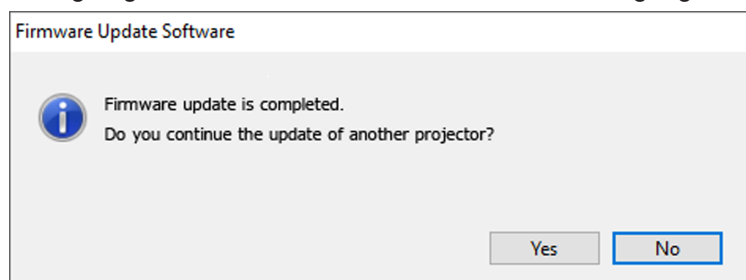 Firmware Update Software
Firmware update is completed.
Do you continue the update of another projector?
Yes
No